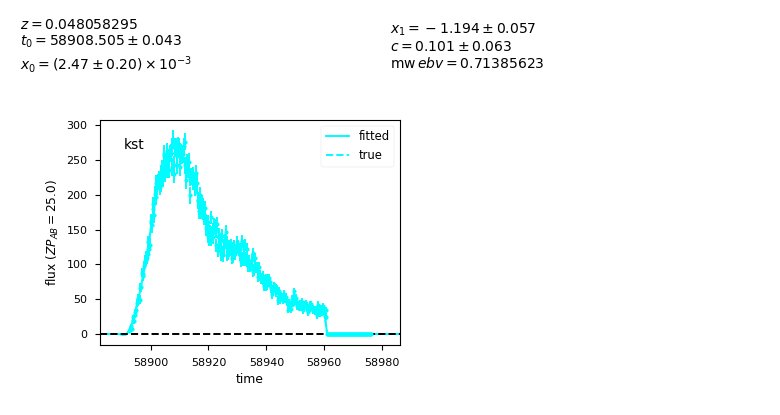 z = 0.048058295
t₀ = 58908.505 ± 0.043
x₀ = (2.47 ± 0.20) × 10⁻³
x₁ = −1.194 ± 0.057
c = 0.101 ± 0.063
mw ebv = 0.71385623
kst
fitted
true
flux (ZP_AB = 25.0)
300
250
200
150
100
50
0
58900 58920 58940 58960 58980
time